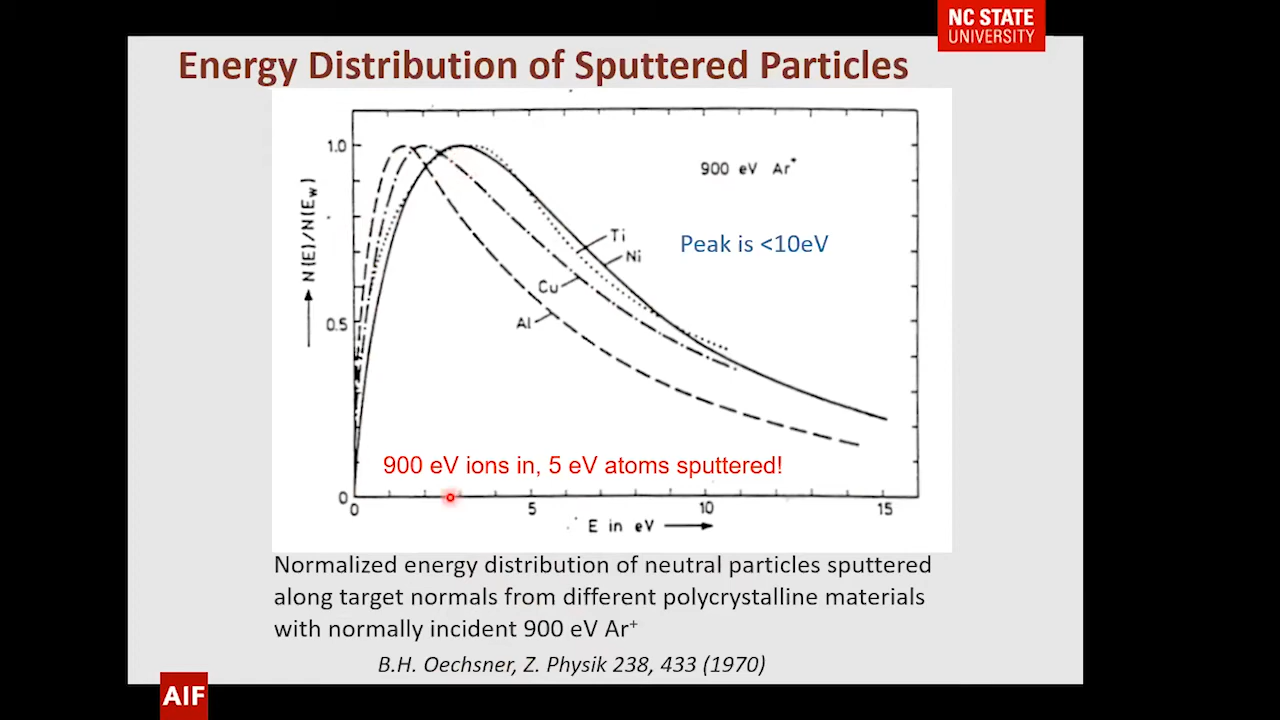 NC STATE
UNIVERSITY
Energy Distribution of Sputtered Particles
1.0
0.5
0
N(E)/N(Ew)
900 eV Ar+
Peak is <10eV
Ti
Ni
Cu
Al
900 eV ions in, 5 eV atoms sputtered!
0 5 10 15
E in eV
Normalized energy distribution of neutral particles sputtered
along target normals from different polycrystalline materials
with normally incident 900 eV Ar⁺
B.H. Oechsner, Z. Physik 238, 433 (1970)
AIF